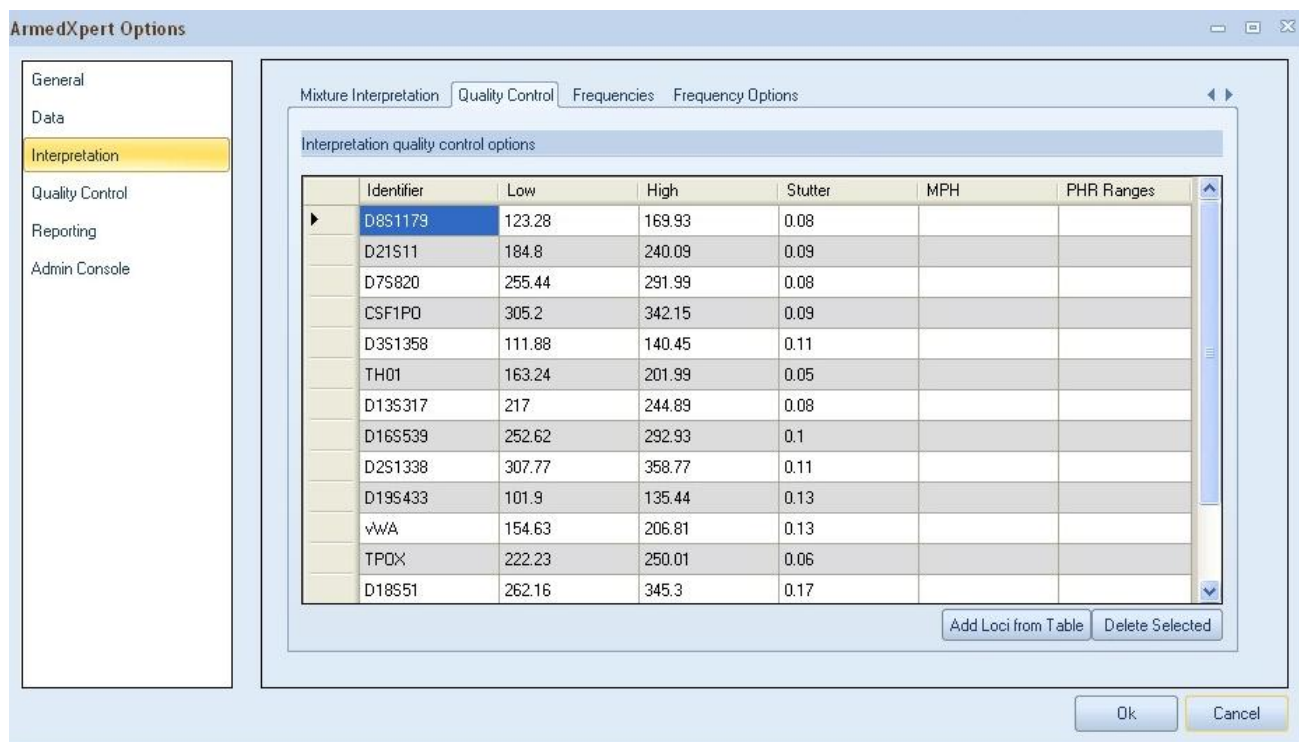 ArmedXpert Options
General
Data
Interpretation
Quality Control
Reporting
Admin Console
Mixture Interpretation Quality Control Frequencies Frequency Options
Interpretation quality control options
Identifier Low High Stutter MPH PHR Ranges
D8S1179 123.28 169.93 0.08
D21S11 184.8 240.09 0.09
D7S820 255.44 291.99 0.08
CSF1PO 305.2 342.15 0.09
D3S1358 111.88 140.45 0.11
TH01 163.24 201.99 0.05
D13S317 217 244.89 0.08
D16S539 252.62 292.93 0.1
D2S1338 307.77 358.77 0.11
D19S433 101.9 135.44 0.13
vWA 154.63 206.81 0.13
TPOX 222.23 250.01 0.06
D18S51 262.16 345.3 0.17
Add Loci from Table Delete Selected
Ok Cancel